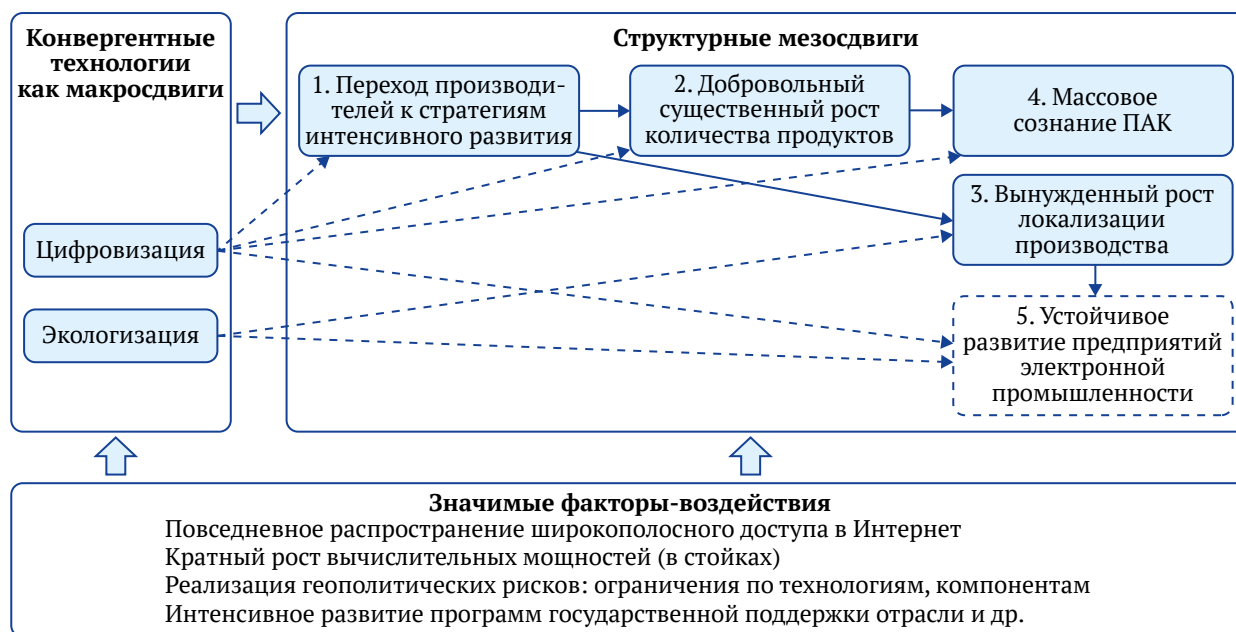 Конвергентные
технологии
как макросдвиги
Цифровизация
Экологизация
Структурные мезосдвиги
1. Переход производи-
телей к стратегиям
интенсивного развития
2. Добровольный
существенный рост
количества продуктов
4. Массовое
сознание ПАК
3. Вынужденный рост
локализации
производства
5. Устойчивое
развитие предприятий
электронной
промышленности
Значимые факторы-воздействия
Повседневное распространение широкополосного доступа в Интернет
Кратный рост вычислительных мощностей (в стойках)
Реализация геополитических рисков: ограничения по технологиям, компонентам
Интенсивное развитие программ государственной поддержки отрасли и др.